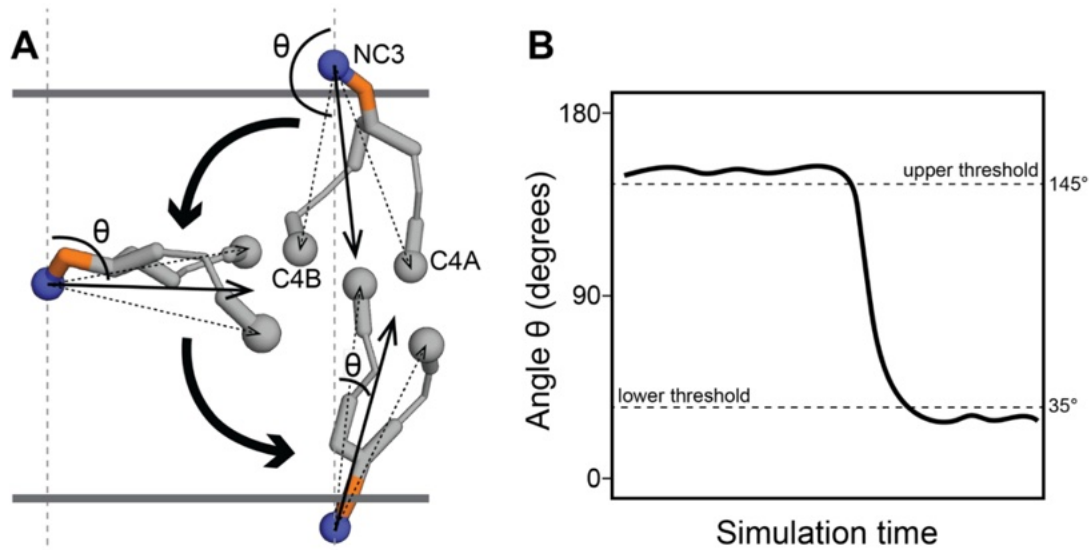 A
θ
NC3
θ
C4B
C4A
θ
B
Angle θ (degrees)
180
90
0
upper threshold
145°
lower threshold
35°
Simulation time